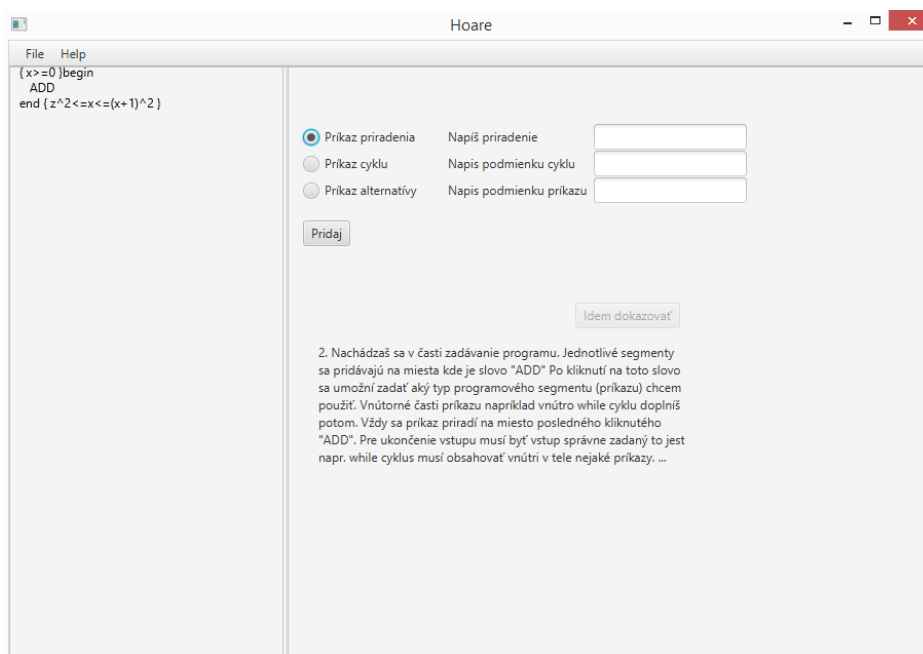 Hoare
File Help
{ x>=0 }begin
ADD
end { z^2<=x<=(x+1)^2 }
Príkaz priradenia Napíš priradenie
Príkaz cyklu Napis podmienku cyklu
Príkaz alternatívy Napis podmienku príkazu
Pridaj
Idem dokazovať
2. Nachádzaš sa v časti zadávanie programu. Jednotlivé segmenty
sa pridávajú na miesta kde je slovo "ADD" Po kliknutí na toto slovo
sa umožní zadať aký typ programového segmentu (príkazu) chcem
použiť. Vnútorné časti príkazu napríklad vnútro while cyklu doplníš
potom. Vždy sa príkaz priradí na miesto posledného kliknutého
"ADD". Pre ukončenie vstupu musí byť vstup správne zadaný to jest
napr. while cyklus musí obsahovať vnútri v tele nejaké príkazy. ...